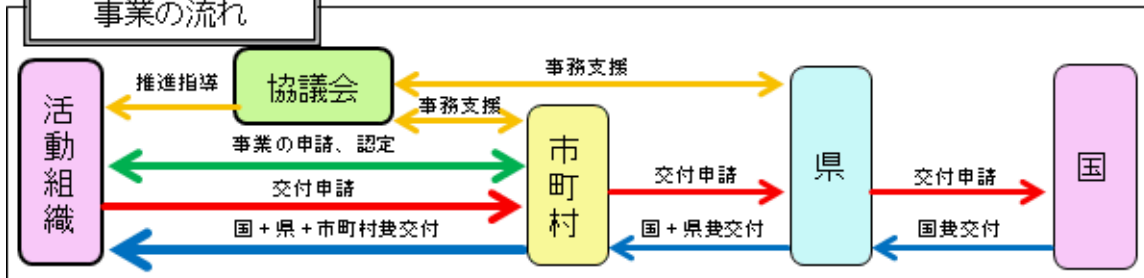 事業の流れ
活動組織
推進指導
協議会
事務支援
事務支援
事業の申請、認定
交付申請
国+県+市町村費交付
市町村
交付申請
国+県費交付
県
交付申請
国費交付
国